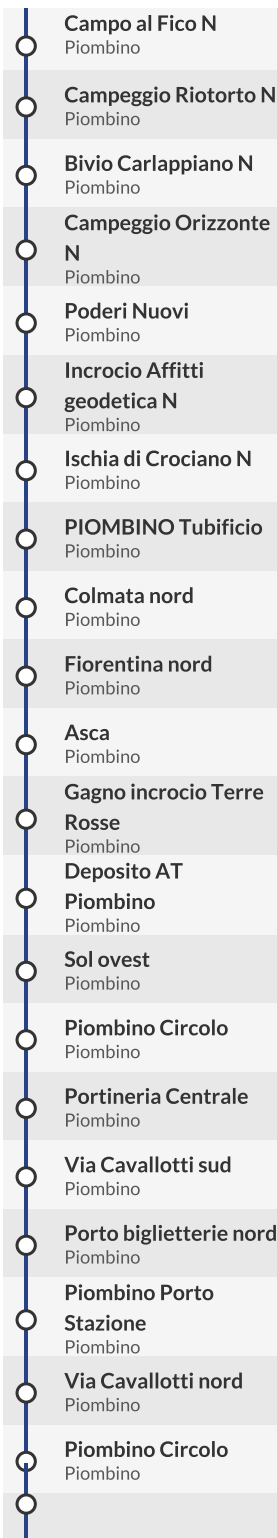 Campo al Fico N
Piombino
Campeggio Riotorto N
Piombino
Bivio Carlappiano N
Piombino
Campeggio Orizzonte
N
Piombino
Poderi Nuovi
Piombino
Incrocio Affitti
geodetica N
Piombino
Ischia di Crociano N
Piombino
PIOMBINO Tubificio
Piombino
Colmata nord
Piombino
Fiorentina nord
Piombino
Asca
Piombino
Gagno incrocio Terre
Rosse
Piombino
Deposito AT
Piombino
Piombino
Sol ovest
Piombino
Piombino Circolo
Piombino
Portineria Centrale
Piombino
Via Cavallotti sud
Piombino
Porto biglietterie nord
Piombino
Piombino Porto
Stazione
Piombino
Via Cavallotti nord
Piombino
Piombino Circolo
Piombino